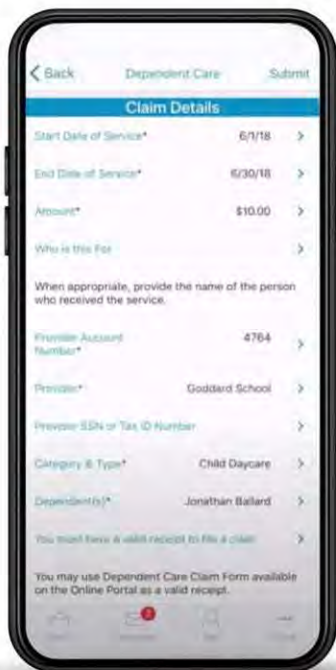 Back Dependent Care Submit
Claim Details
Start Date of Service* 6/1/18
End Date of Service* 6/30/18
Amount* $10.00
Who is this For
When appropriate, provide the name of the person
who received the service.
Provider Account
Number* 4764
Provider* Goddard School
Provider SSN or Tax ID Number
Category & Type* Child Daycare
Dependent(s)* Jonathan Ballard
You must have a valid receipt to file a claim
You may use Dependent Care Claim Form available
on the Online Portal as a valid receipt.